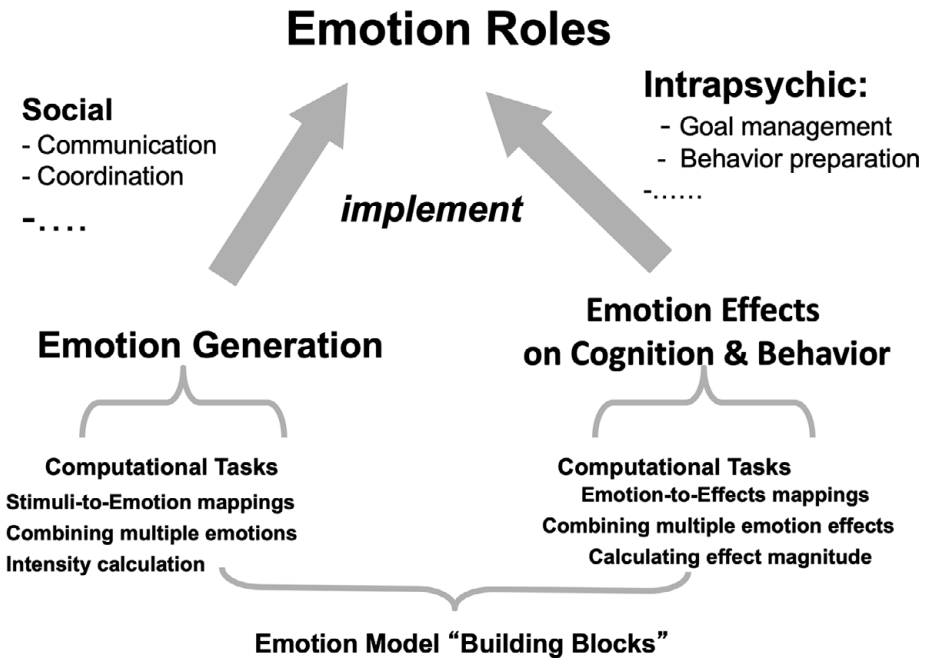 Emotion Roles
Social
- Communication
- Coordination
-....
Intrapsychic:
- Goal management
- Behavior preparation
-......
implement
Emotion Generation
Emotion Effects
on Cognition & Behavior
Computational Tasks
Stimuli-to-Emotion mappings
Combining multiple emotions
Intensity calculation
Computational Tasks
Emotion-to-Effects mappings
Combining multiple emotion effects
Calculating effect magnitude
Emotion Model “Building Blocks”